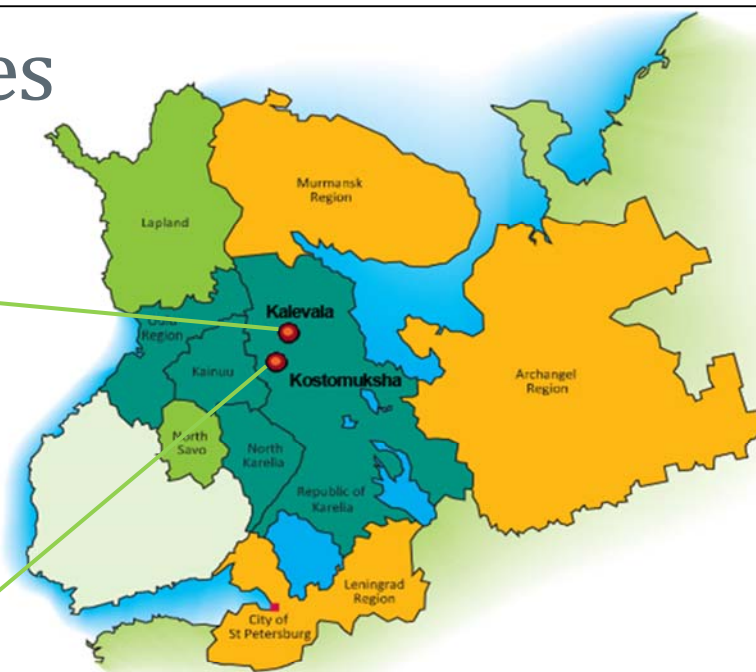 es
Murmansk
Region
Lapland
Kalevala
Oulu
Region
Kainuu
Kostomuksha
Archangel
Region
North
Savo
North
Karelia
Republic of
Karelia
Leningrad
Region
City of
St Petersburg